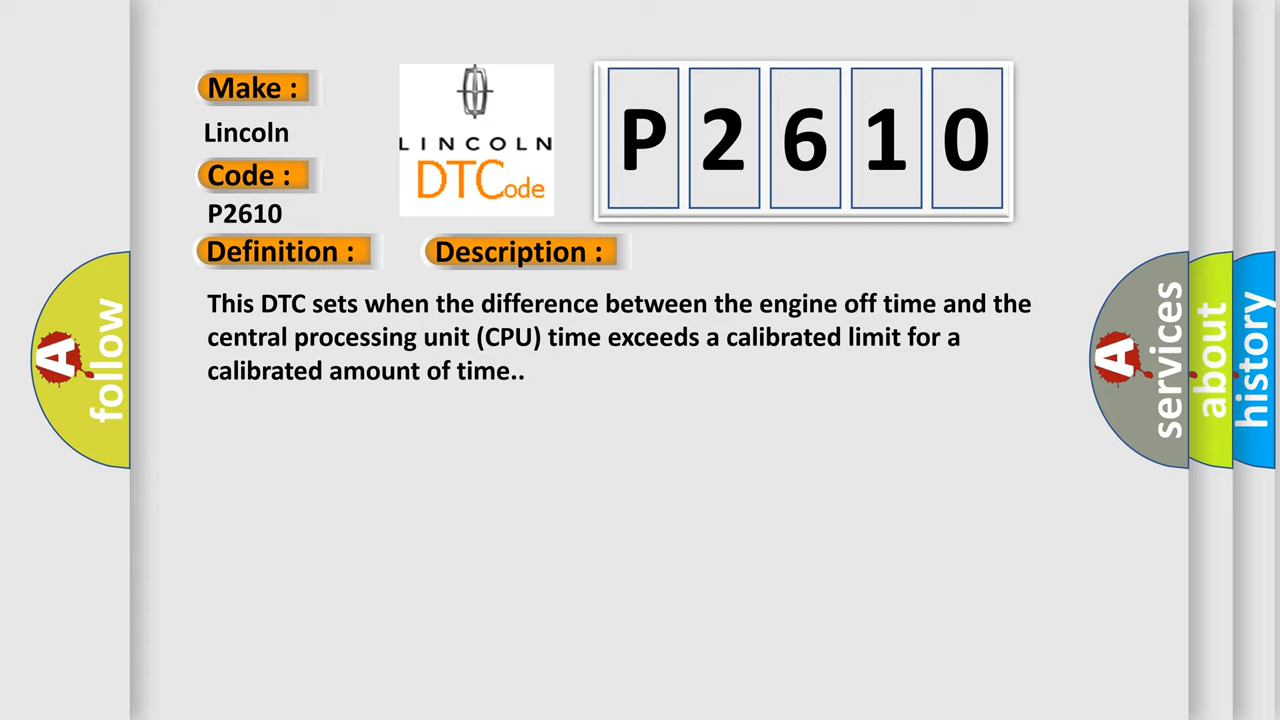 Make :
Lincoln
Code :
P2610
LINCOLN
DTCode
P 2 6 1 0
Definition :
Description :
This DTC sets when the difference between the engine off time and the
central processing unit (CPU) time exceeds a calibrated limit for a
calibrated amount of time..
A
follow
A
services
about
history